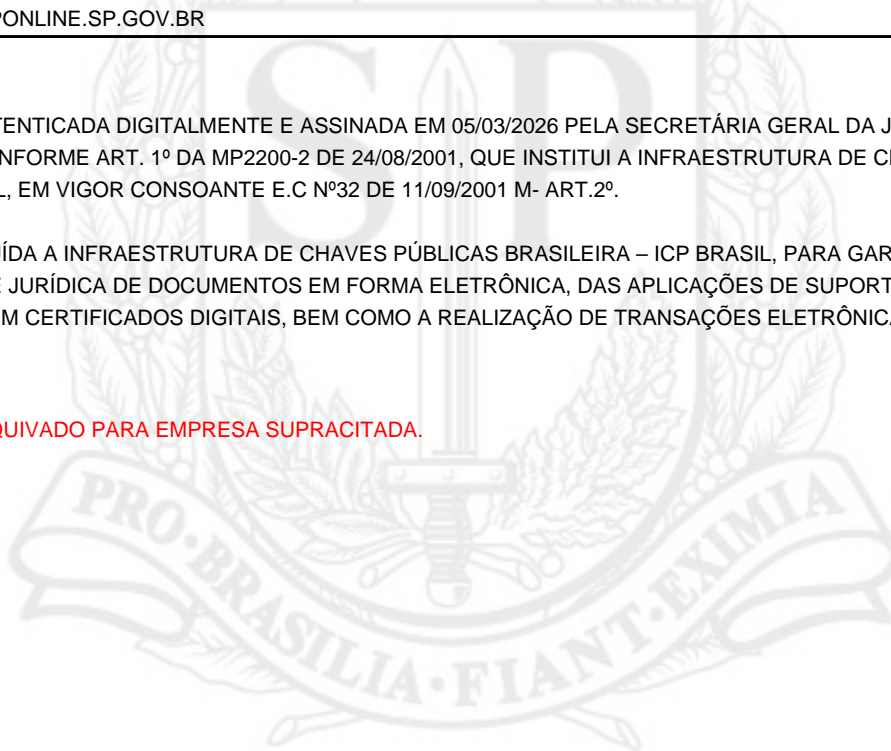 PONLINE.SP.GOV.BR
TENTICADA DIGITALMENTE E ASSINADA EM 05/03/2026 PELA SECRETÁRIA GERAL DA J
NFORME ART. 1º DA MP2200-2 DE 24/08/2001, QUE INSTITUI A INFRAESTRUTURA DE C
L, EM VIGOR CONSOANTE E.C Nº32 DE 11/09/2001 M- ART.2º.
UÍDA A INFRAESTRUTURA DE CHAVES PÚBLICAS BRASILEIRA – ICP BRASIL, PARA GAR
E JURÍDICA DE DOCUMENTOS EM FORMA ELETRÔNICA, DAS APLICAÇÕES DE SUPORT
M CERTIFICADOS DIGITAIS, BEM COMO A REALIZAÇÃO DE TRANSAÇÕES ELETRÔNICA
QUIVADO PARA EMPRESA SUPRACITADA.
SP
PRO·BRASILIA·FIANT·EXIMIA